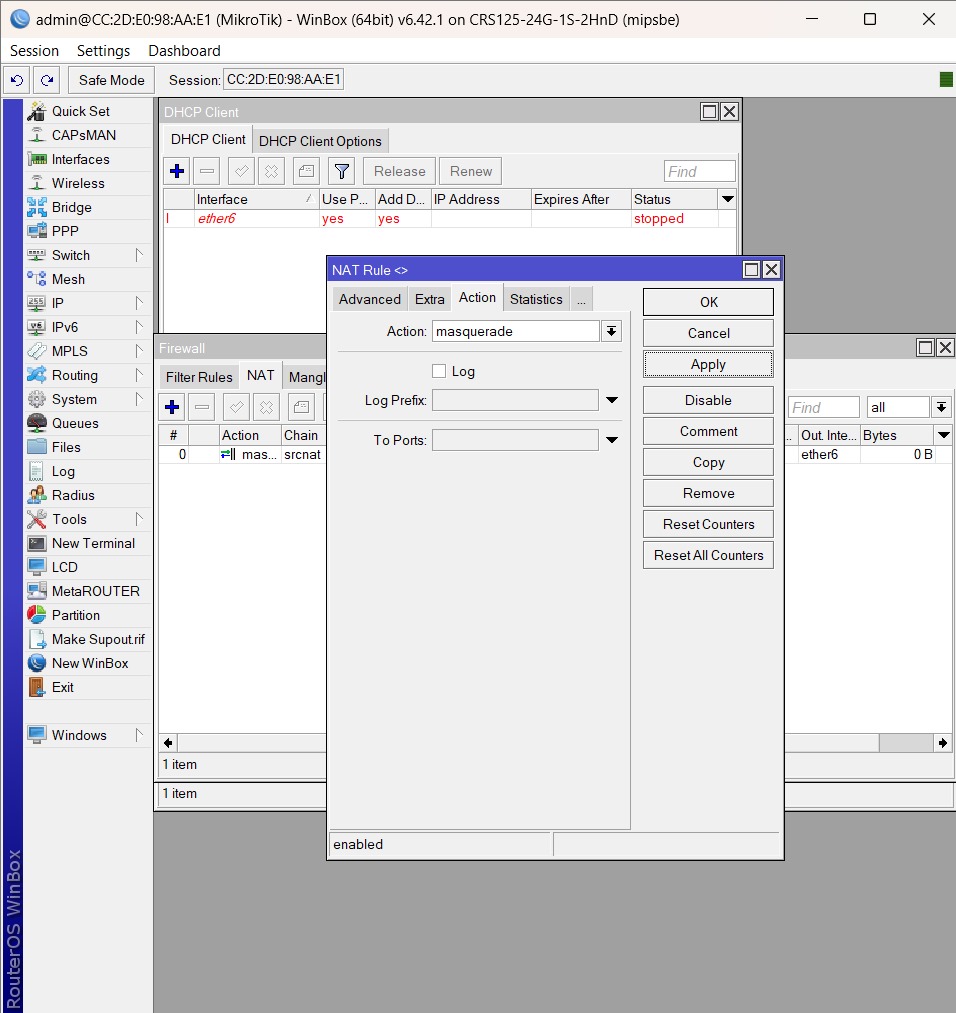 admin@CC:2D:E0:98:AA:E1 (MikroTik) - WinBox (64bit) v6.42.1 on CRS125-24G-1S-2HnD (mipsbe)
Session Settings Dashboard
Safe Mode Session: CC:2D:E0:98:AA:E1
Quick Set
CAPsMAN
Interfaces
Wireless
Bridge
PPP
Switch
Mesh
IP
IPv6
MPLS
Routing
System
Queues
Files
Log
Radius
Tools
New Terminal
LCD
MetaROUTER
Partition
Make Supout.rif
New WinBox
Exit
Windows
RouterOS WinBox
DHCP Client
DHCP Client DHCP Client Options
Release Renew Find
Interface Use P... Add D... IP Address Expires After Status
I ether6 yes yes stopped
Firewall
Filter Rules NAT Mangl
Find all
# Action Chain .. Out. Inte... Bytes
0 mas... srcnat ether6 0 B
1 item
1 item
NAT Rule <>
Advanced Extra Action Statistics ...
Action: masquerade
Log
Log Prefix:
To Ports:
OK
Cancel
Apply
Disable
Comment
Copy
Remove
Reset Counters
Reset All Counters
enabled